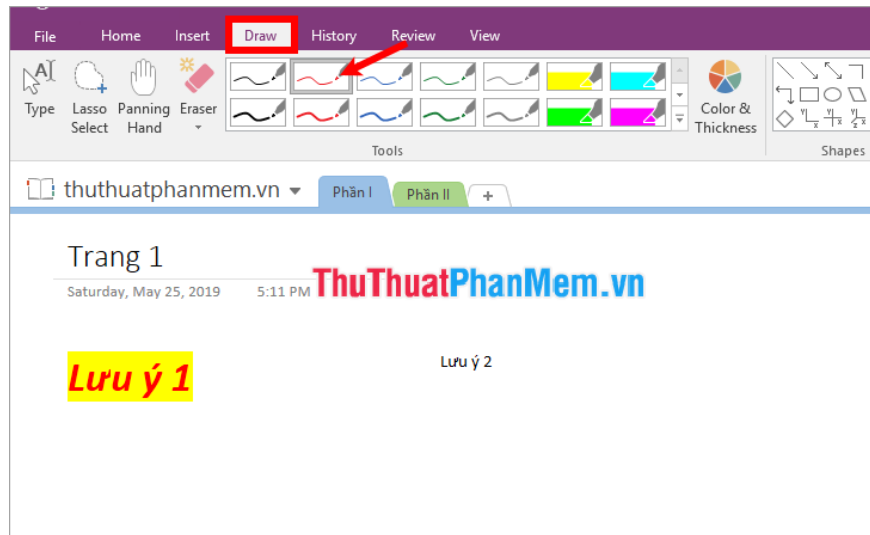 File Home Insert Draw History Review View
Type Lasso Select Panning Hand Eraser Color & Thickness
Tools Shapes
thuthuatphanmem.vn Phần I Phần II +
Trang 1
Saturday, May 25, 2019 5:11 PM
ThuThuatPhanMem.vn
Lưu ý 1 Lưu ý 2